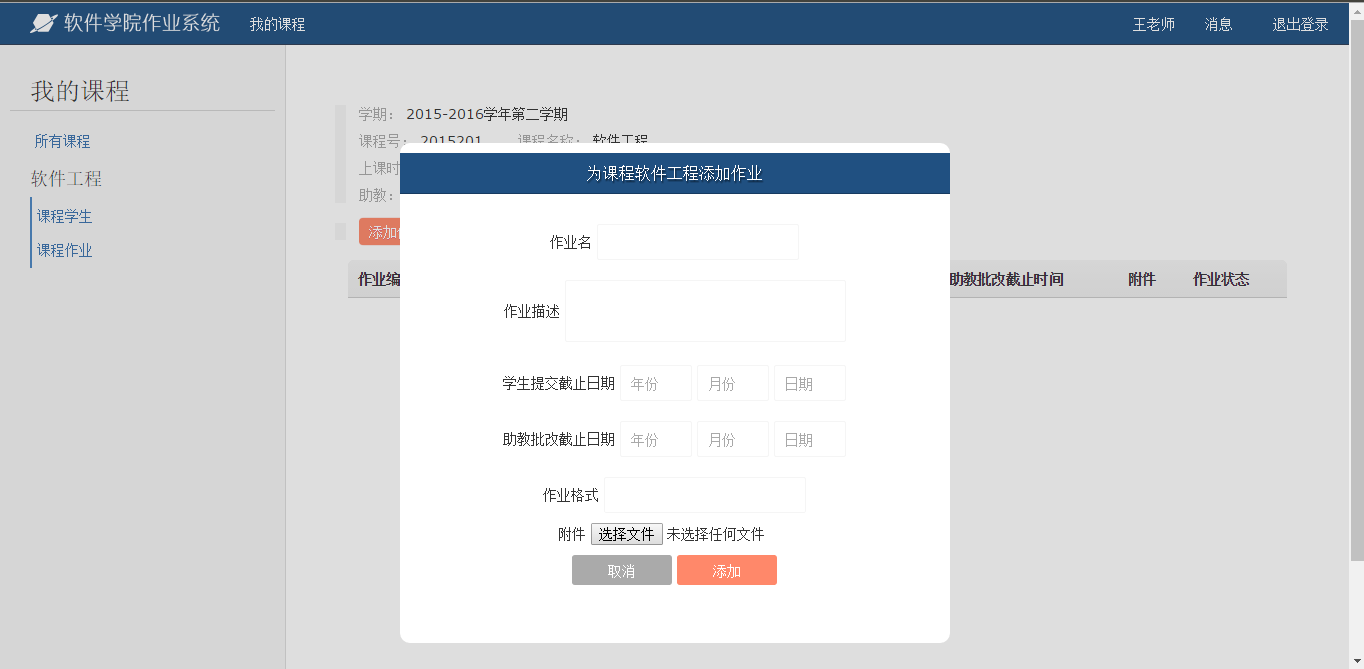 软件学院作业系统 我的课程 王老师 消息 退出登录
我的课程
所有课程
软件工程
课程学生
课程作业
学期： 2015-2016学年第二学期
课程号： 2015201 课程名称： 软件工程
上课时
助教：
添加
作业编 助教批改截止时间 附件 作业状态
为课程软件工程添加作业
作业名
作业描述
学生提交截止日期 年份 月份 日期
助教批改截止日期 年份 月份 日期
作业格式
附件 选择文件 未选择任何文件
取消 添加